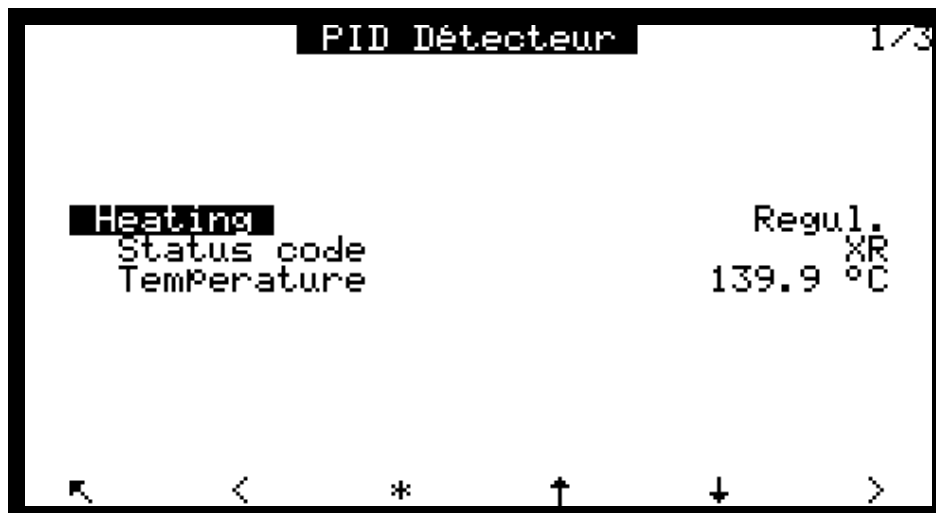 PID Détecteur 1/3
Heating Regul.
Status code XR
Temperature 139.9 °C
< * ↑ ↓ >